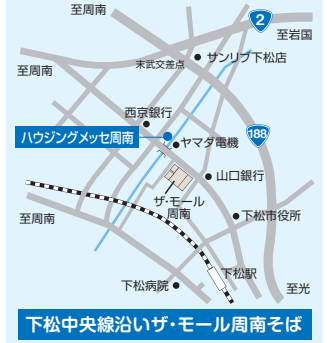 至周南
2
至岩国
サンリブ下松店
末武交差点
至周南
西京銀行
188
ハウジングメッセ周南
ヤマダ電機
山口銀行
ザ・モール
周南
至周南
下松市役所
下松駅
下松病院
至光
下松中央線沿いザ・モール周南そば